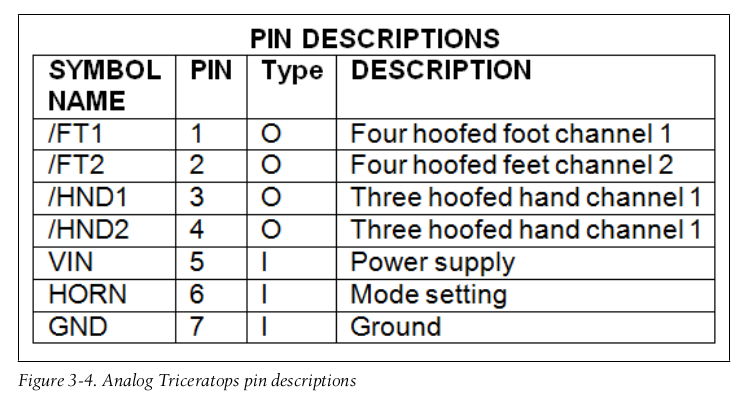 PIN DESCRIPTIONS
SYMBOL NAME PIN Type DESCRIPTION
/FT1 1 O Four hoofed foot channel 1
/FT2 2 O Four hoofed feet channel 2
/HND1 3 O Three hoofed hand channel 1
/HND2 4 O Three hoofed hand channel 1
VIN 5 I Power supply
HORN 6 I Mode setting
GND 7 I Ground
Figure 3-4. Analog Triceratops pin descriptions